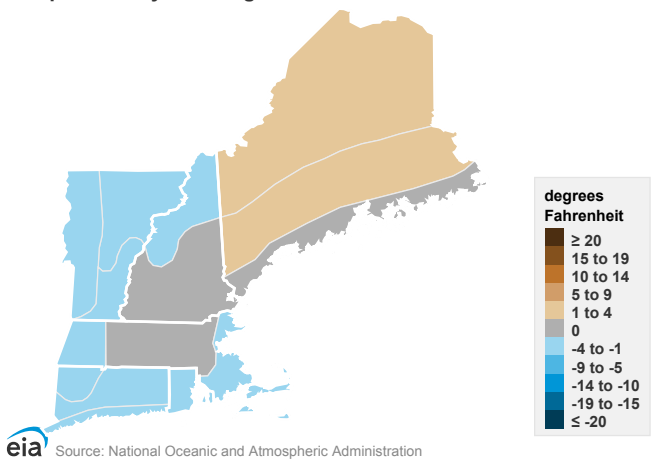 degrees
Fahrenheit
≥ 20
15 to 19
10 to 14
5 to 9
1 to 4
0
-4 to -1
-9 to -5
-14 to -10
-19 to -15
≤ -20
eia Source: National Oceanic and Atmospheric Administration